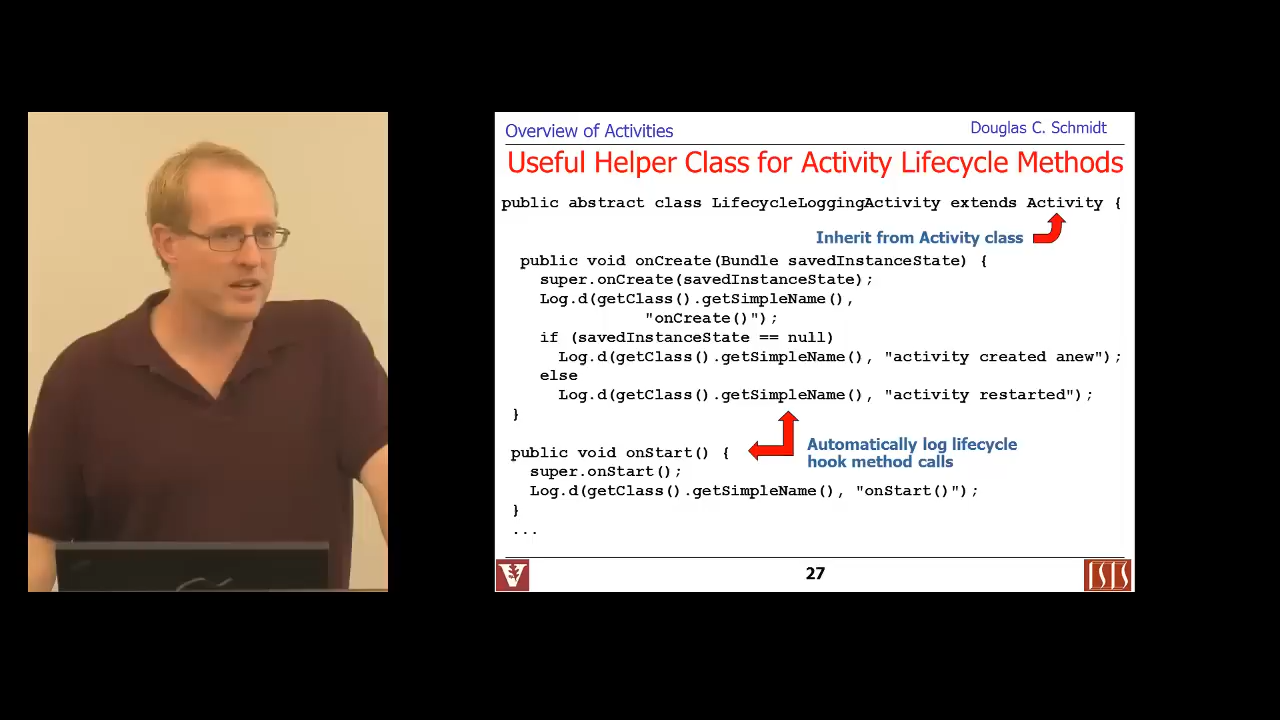 Overview of Activities
Douglas C. Schmidt
Useful Helper Class for Activity Lifecycle Methods
public abstract class LifecycleLoggingActivity extends Activity {
Inherit from Activity class
public void onCreate(Bundle savedInstanceState) {
super.onCreate(savedInstanceState);
Log.d(getClass().getSimpleName(),
"onCreate()");
if (savedInstanceState == null)
Log.d(getClass().getSimpleName(), "activity created anew");
else
Log.d(getClass().getSimpleName(), "activity restarted");
}
Automatically log lifecycle
hook method calls
public void onStart() {
super.onStart();
Log.d(getClass().getSimpleName(), "onStart()");
}
...
27
V
ISIS